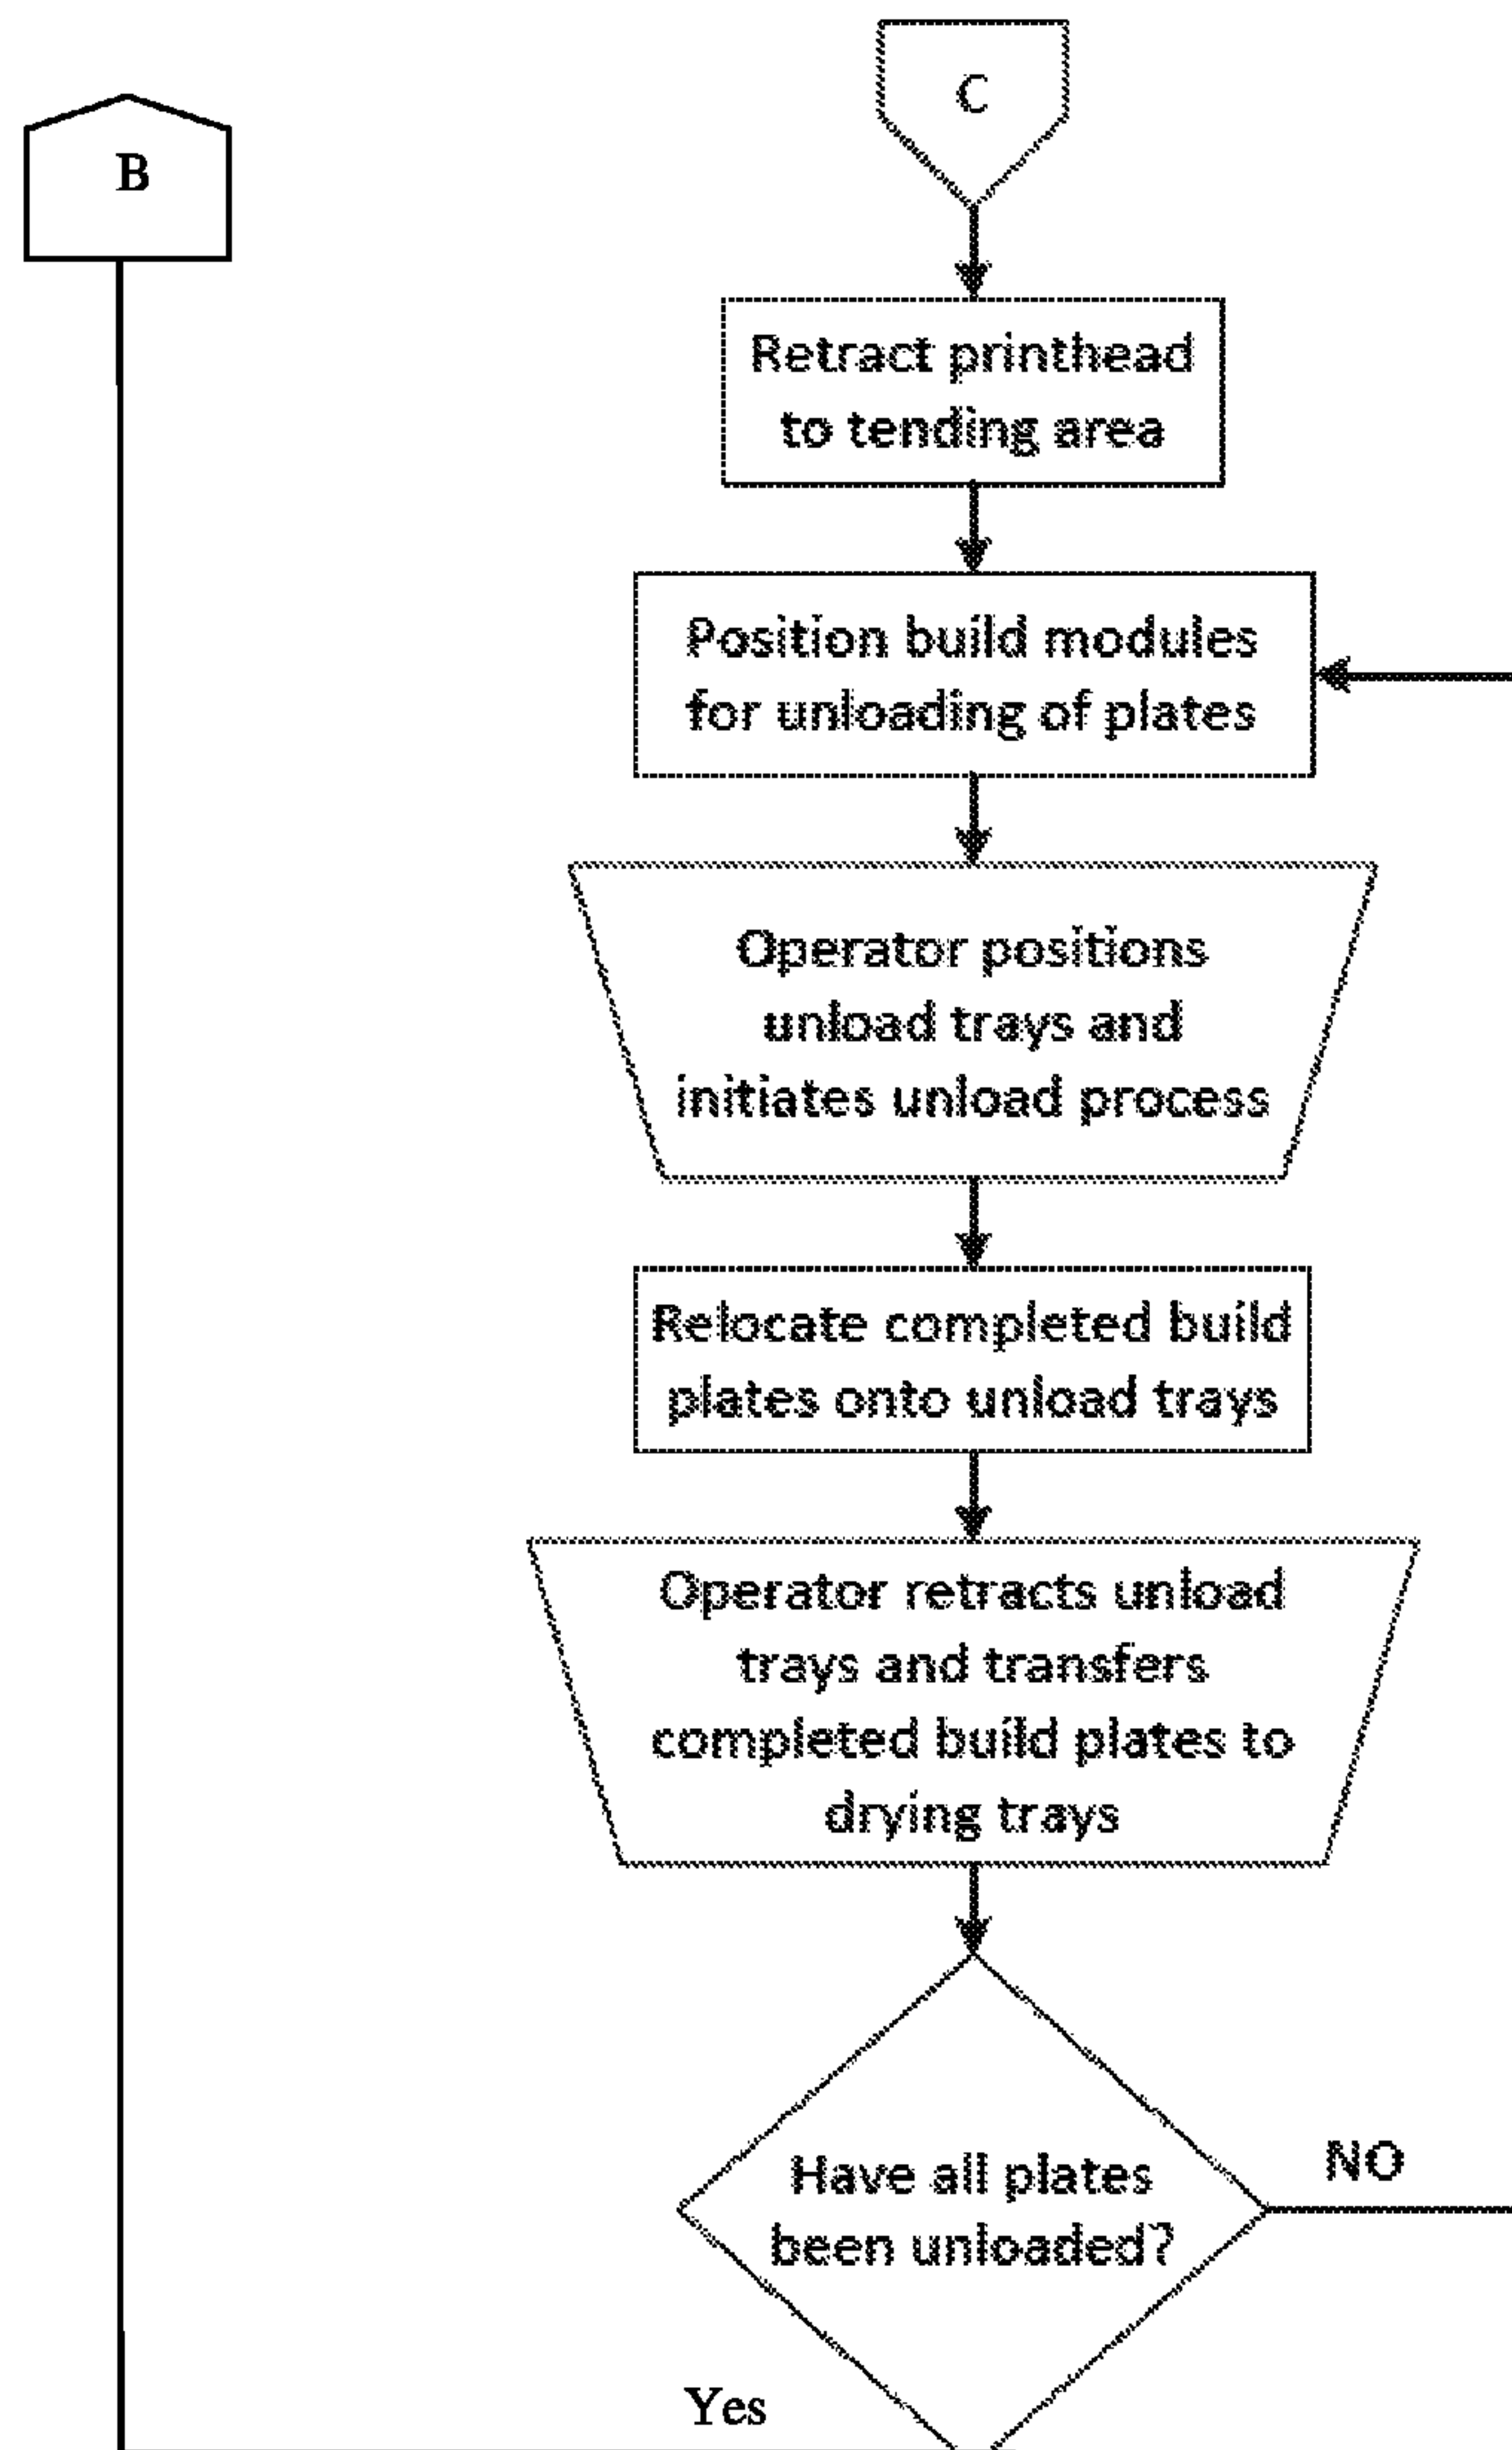 C
B
Retract printhead
to tending area
Position build modules
for unloading of plates
Operator positions
unload trays and
initiates unload process
Relocate completed build
plates onto unload trays
Operator retracts unload
trays and transfers
completed build plates to
drying trays
Have all plates
been unloaded?
NO
Yes